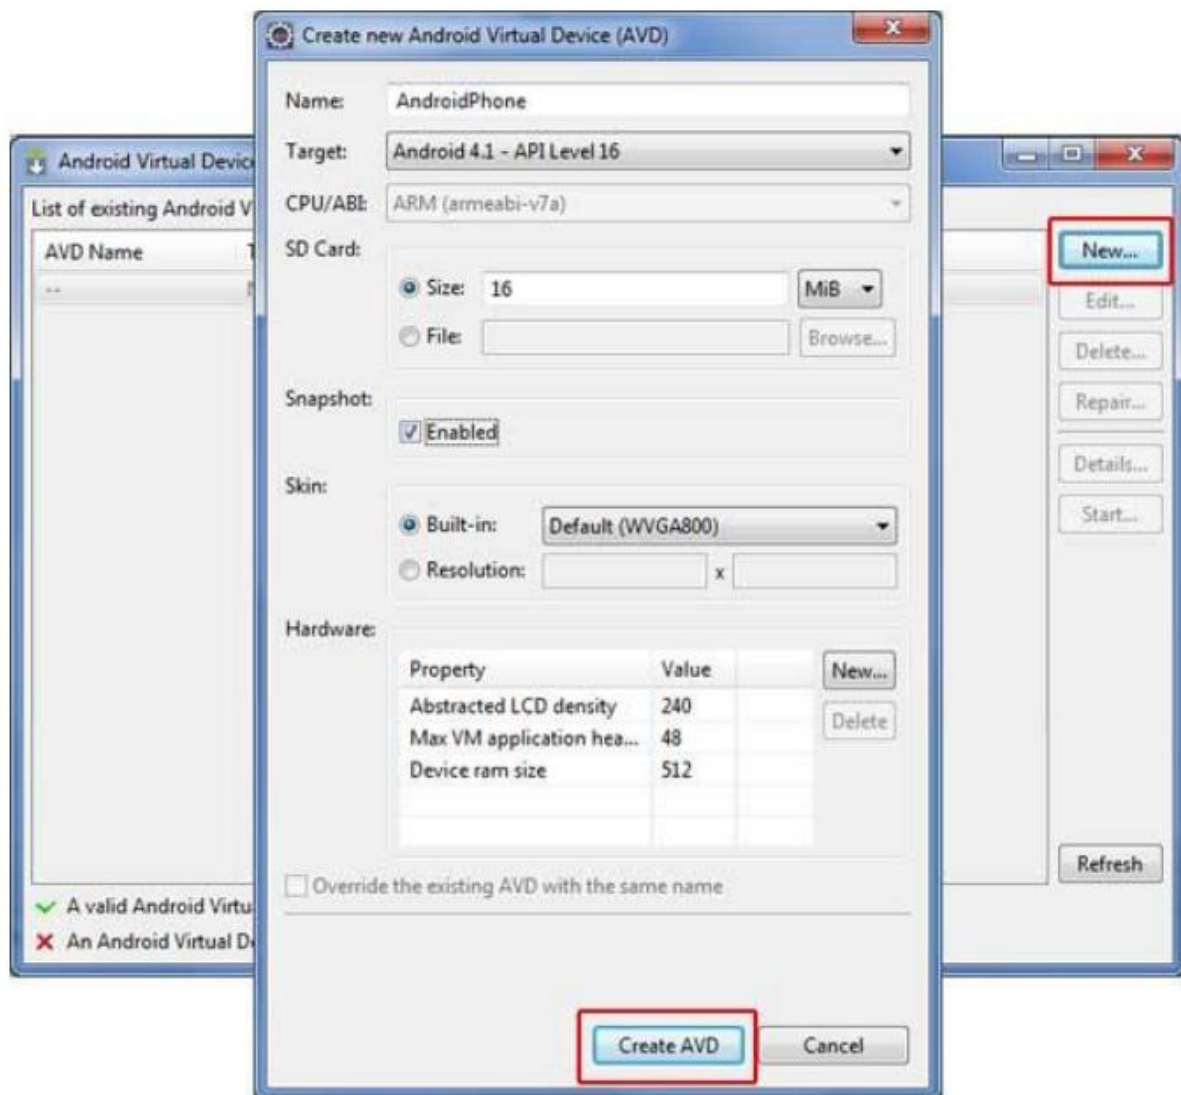 Create new Android Virtual Device (AVD)
Name: AndroidPhone
Target: Android 4.1 - API Level 16
CPU/ABI: ARM (armeabi-v7a)
SD Card:
Size: 16 MiB
File: Browse...
Snapshot:
Enabled
Skin:
Built-in: Default (WVGA800)
Resolution: x
Hardware:
Property Value New...
Abstracted LCD density 240
Delete
Max VM application hea... 48
Device ram size 512
Override the existing AVD with the same name
Create AVD Cancel
Android Virtual Devic
List of existing Android V
AVD Name
--
A valid Android Virtu
An Android Virtual D
New...
Edit...
Delete...
Repair...
Details...
Start...
Refresh